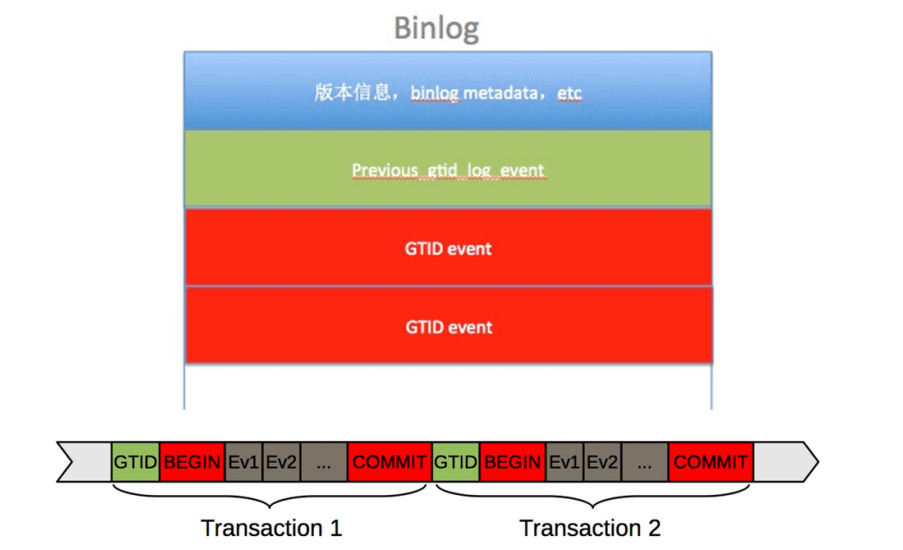 Binlog
版本信息，binlog metadata，etc
Previous_gtid_log_event
GTID event
GTID event
GTID BEGIN Ev1 Ev2 ... COMMIT GTID BEGIN Ev1 Ev2 ... COMMIT
Transaction 1 Transaction 2